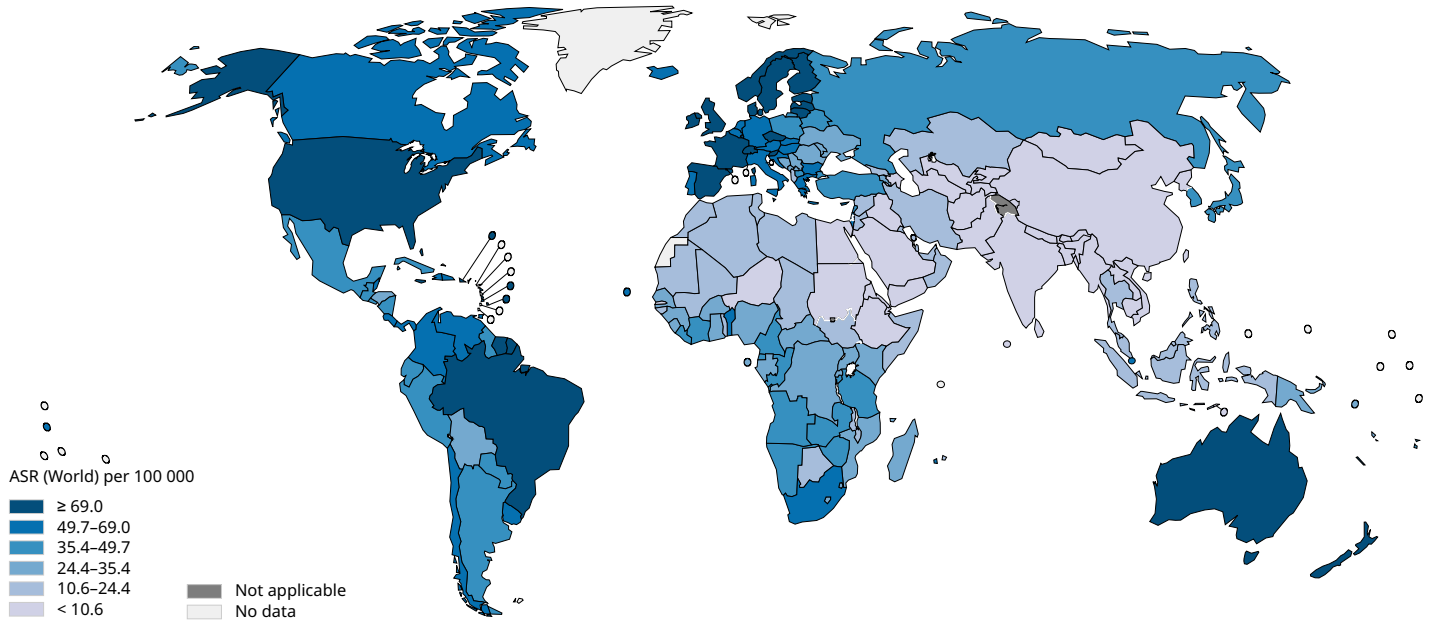 ASR (World) per 100 000
≥ 69.0
49.7–69.0
35.4–49.7
24.4–35.4
10.6–24.4
< 10.6
Not applicable
No data